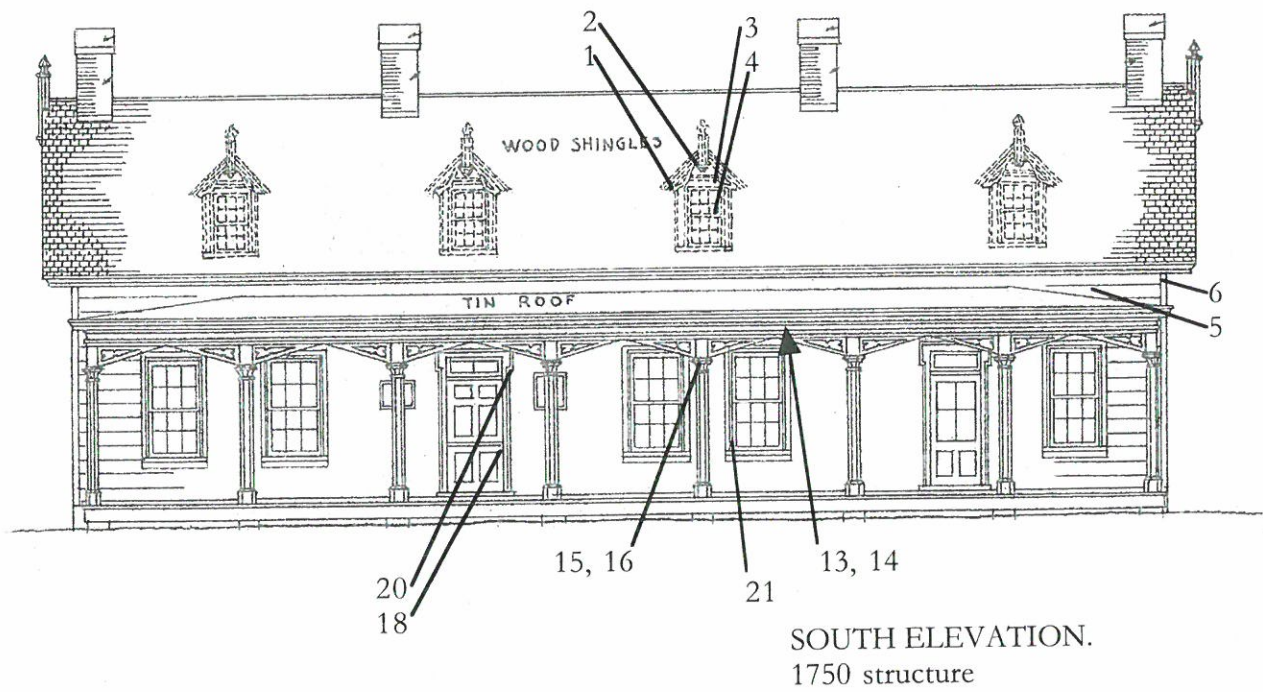 2
3
1
4
WOOD SHINGLES
6
TIN ROOF
5
15, 16
13, 14
20
21
18
SOUTH ELEVATION.
1750 structure